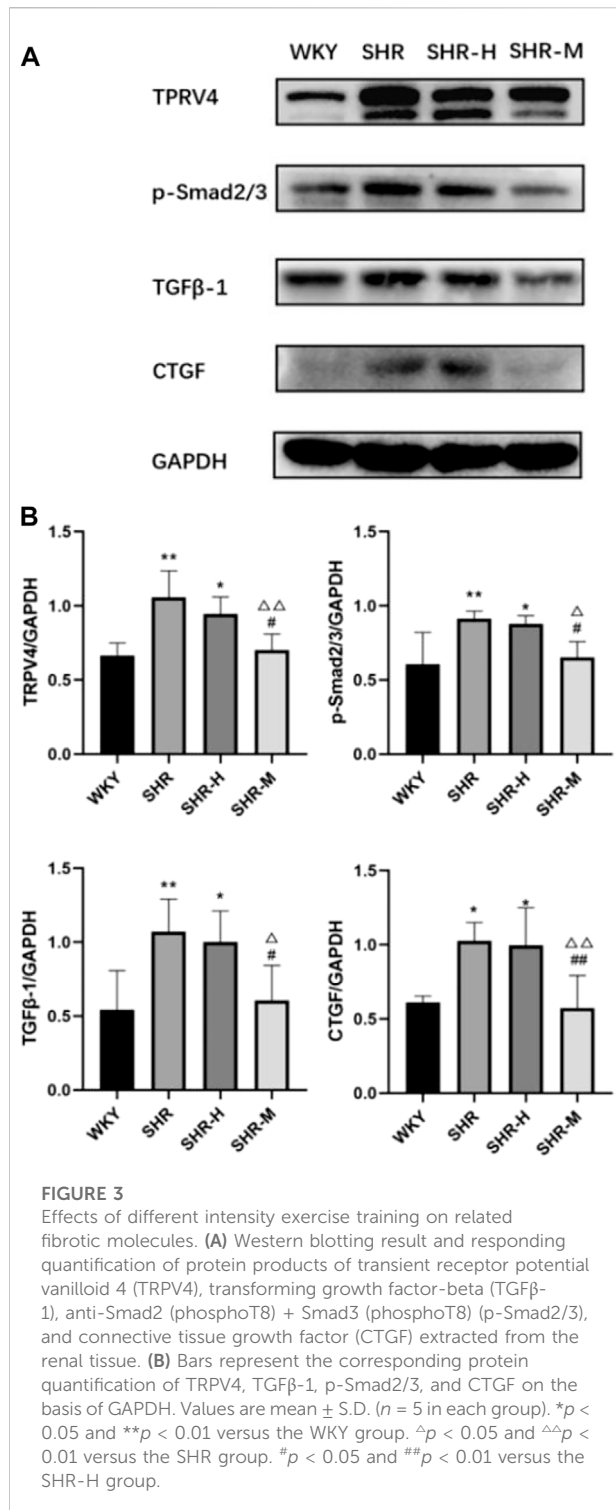 A
WKY SHR SHR-H SHR-M
TPRV4
p-Smad2/3
TGFβ-1
CTGF
GAPDH
B
TRPV4/GAPDH
1.5
1.0
0.5
0.0
**
*
△△
#
WKY SHR SHR-H SHR-M
p-Smad2/3/GAPDH
1.5
1.0
0.5
0.0
**
*
△
#
WKY SHR SHR-H SHR-M
TGFβ-1/GAPDH
1.5
1.0
0.5
0.0
**
*
△
#
WKY SHR SHR-H SHR-M
CTGF/GAPDH
1.5
1.0
0.5
0.0
*
*
△△
##
WKY SHR SHR-H SHR-M
FIGURE 3
Effects of different intensity exercise training on related
fibrotic molecules. (A) Western blotting result and responding
quantification of protein products of transient receptor potential
vanilloid 4 (TRPV4), transforming growth factor-beta (TGFβ-
1), anti-Smad2 (phosphoT8) + Smad3 (phosphoT8) (p-Smad2/3),
and connective tissue growth factor (CTGF) extracted from the
renal tissue. (B) Bars represent the corresponding protein
quantification of TRPV4, TGFβ-1, p-Smad2/3, and CTGF on the
basis of GAPDH. Values are mean ± S.D. (n = 5 in each group). *p <
0.05 and **p < 0.01 versus the WKY group. △p < 0.05 and △△p <
0.01 versus the SHR group. #p < 0.05 and ##p < 0.01 versus the
SHR-H group.